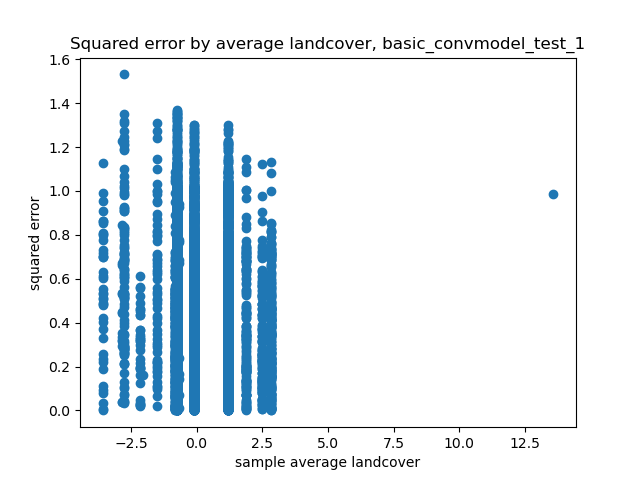 Squared error by average landcover, basic_convmodel_test_1
1.6
1.4
1.2
1.0
0.8
0.6
0.4
0.2
0.0
squared error
−2.5 0.0 2.5 5.0 7.5 10.0 12.5
sample average landcover